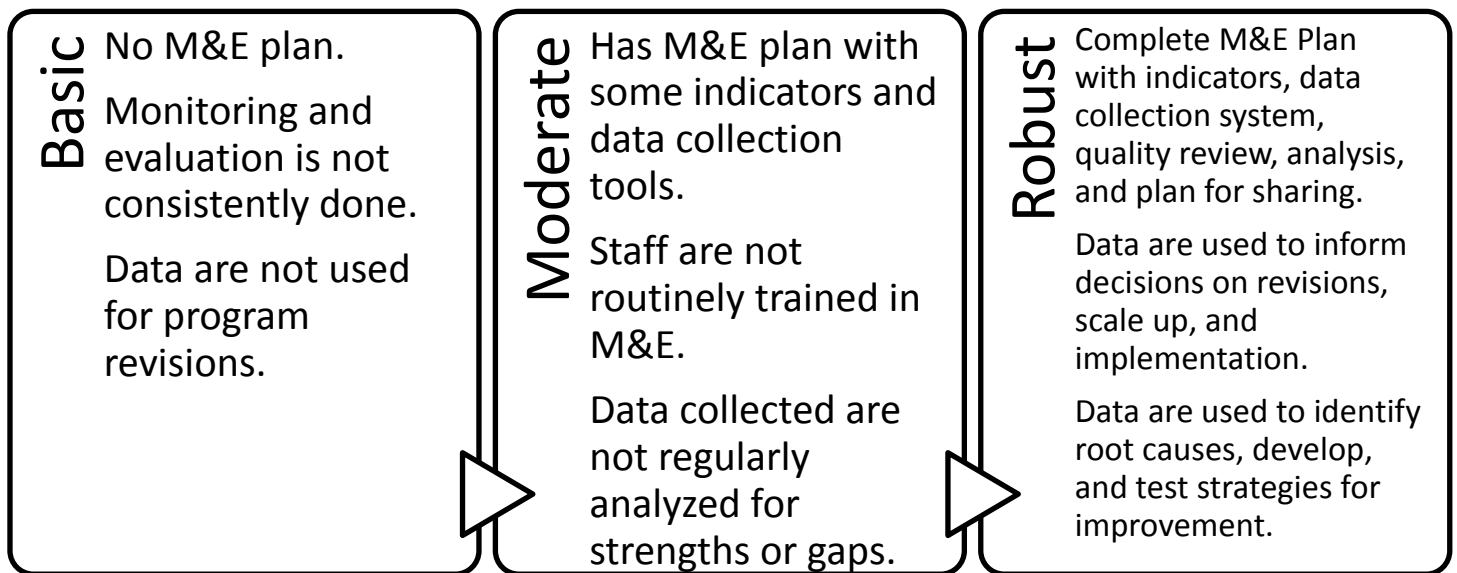 Basic
No M&E plan.
Monitoring and
evaluation is not
consistently done.
Data are not used
for program
revisions.
Moderate
Has M&E plan with
some indicators and
data collection
tools.
Staff are not
routinely trained in
M&E.
Data collected are
not regularly
analyzed for
strengths or gaps.
Robust
Complete M&E Plan
with indicators, data
collection system,
quality review, analysis,
and plan for sharing.
Data are used to inform
decisions on revisions,
scale up, and
implementation.
Data are used to identify
root causes, develop,
and test strategies for
improvement.